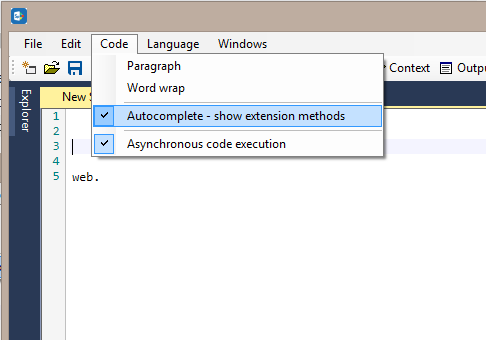 File Edit Code Language Windows
Paragraph
Word wrap
Autocomplete - show extension methods
Asynchronous code execution
Context
Explorer
New
1
2
3
4
5 web.